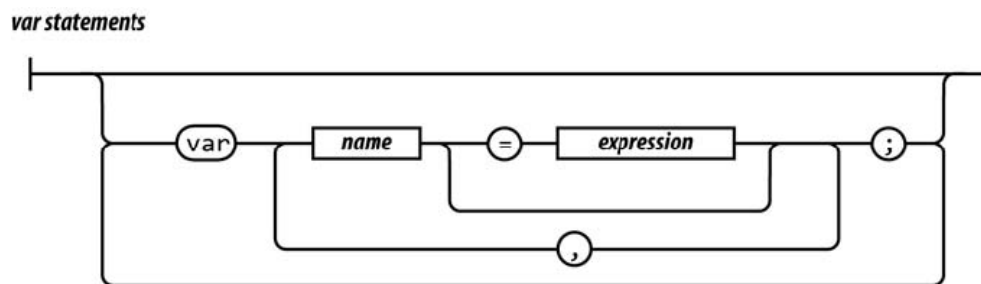 var statements
var name = expression ;
,